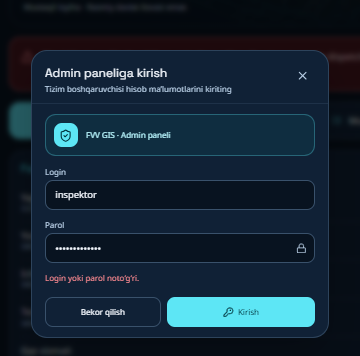 Admin paneliga kirish
Tizim boshqaruvchisi hisob ma'lumotlarini kiriting
FVV GIS · Admin paneli
Login
inspektor
Parol
•••••••••••••
Login yoki parol noto'g'ri.
Bekor qilish
Kirish